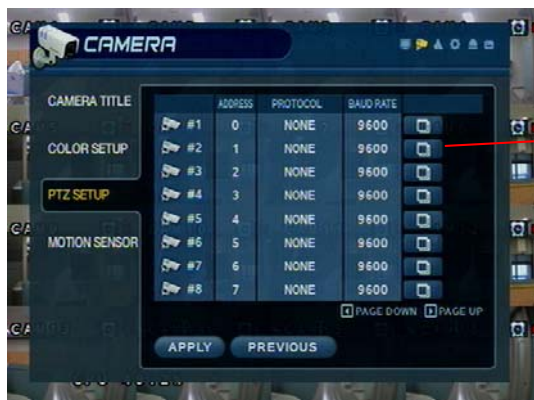 CAMERA
CAMERA TITLE
COLOR SETUP
PTZ SETUP
MOTION SENSOR
ADDRESS PROTOCOL BAUD RATE
#1 0 NONE 9600
#2 1 NONE 9600
#3 2 NONE 9600
#4 3 NONE 9600
#5 4 NONE 9600
#6 5 NONE 9600
#7 6 NONE 9600
#8 7 NONE 9600
PAGE DOWN PAGE UP
APPLY PREVIOUS